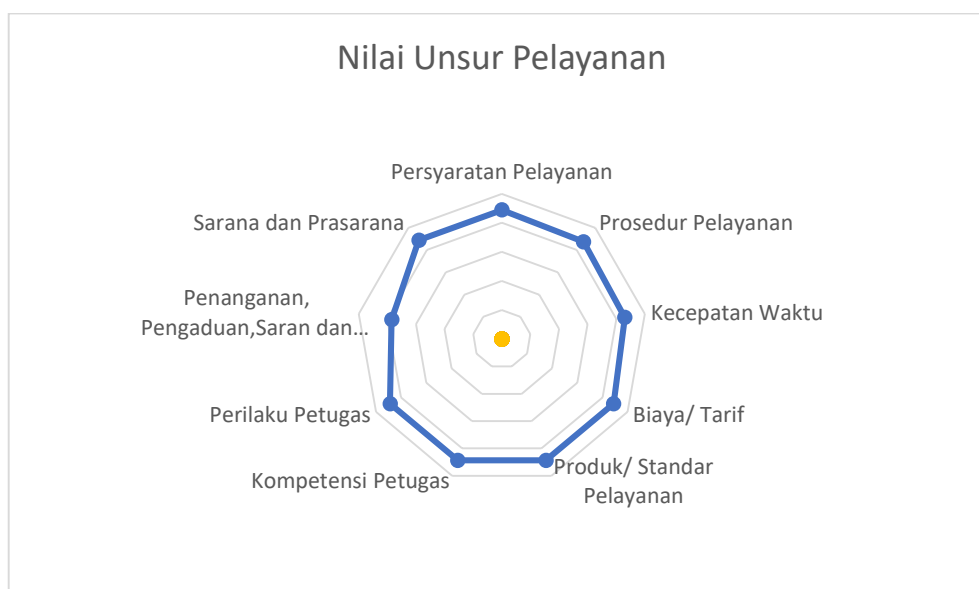 Nilai Unsur Pelayanan
Persyaratan Pelayanan
Prosedur Pelayanan
Kecepatan Waktu
Biaya/ Tarif
Produk/ Standar
Pelayanan
Kompetensi Petugas
Perilaku Petugas
Penanganan,
Pengaduan,Saran dan…
Sarana dan Prasarana